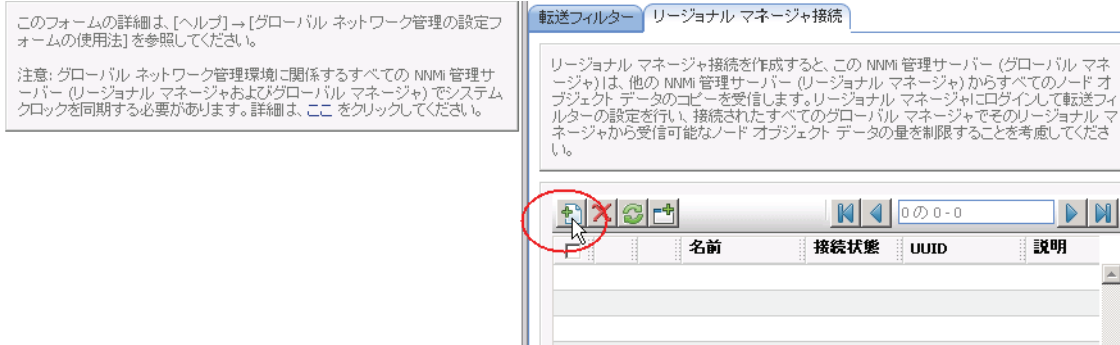 このフォームの詳細は、[ヘルプ]→[グローバル ネットワーク管理の設定フ
ォームの使用法] を参照してください。
注意: グローバル ネットワーク管理環境に関係するすべての NNMi 管理サ
ーバー (リージョナル マネージャおよびグローバル マネージャ) でシステム
クロックを同期する必要があります。詳細は、ここ をクリックしてください。
転送フィルター リージョナル マネージャ接続
リージョナル マネージャ接続を作成すると、この NNMi 管理サーバー (グローバル マネ
ージャ) は、他の NNMi 管理サーバー (リージョナル マネージャ) からすべてのノード オ
ブジェクト データのコピーを受信します。リージョナル マネージャにログインして転送フィ
ルターの設定を行い、接続されたすべてのグローバル マネージャでそのリージョナル マ
ネージャから受信可能なノード オブジェクト データの量を制限することを考慮してくださ
い。
0 の 0 - 0
名前 接続状態 UUID 説明